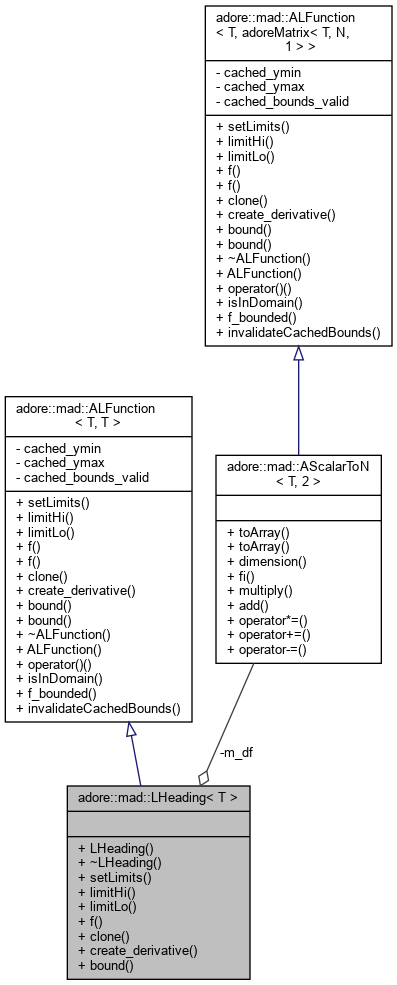 adore::mad::ALFunction
< T, adoreMatrix< T, N,
1 > >
- cached_ymin
- cached_ymax
- cached_bounds_valid
+ setLimits()
+ limitHi()
+ limitLo()
+ f()
+ f()
+ clone()
+ create_derivative()
+ bound()
+ bound()
+ ~ALFunction()
+ ALFunction()
+ operator()()
+ isInDomain()
+ f_bounded()
+ invalidateCachedBounds()
adore::mad::ALFunction
< T, T >
- cached_ymin
- cached_ymax
- cached_bounds_valid
+ setLimits()
+ limitHi()
+ limitLo()
+ f()
+ f()
+ clone()
+ create_derivative()
+ bound()
+ bound()
+ ~ALFunction()
+ ALFunction()
+ operator()()
+ isInDomain()
+ f_bounded()
+ invalidateCachedBounds()
adore::mad::AScalarToN
< T, 2 >
+ toArray()
+ toArray()
+ dimension()
+ fi()
+ multiply()
+ add()
+ operator*=()
+ operator+=()
+ operator-=()
-m_df
adore::mad::LHeading< T >
+ LHeading()
+ ~LHeading()
+ setLimits()
+ limitHi()
+ limitLo()
+ f()
+ clone()
+ create_derivative()
+ bound()